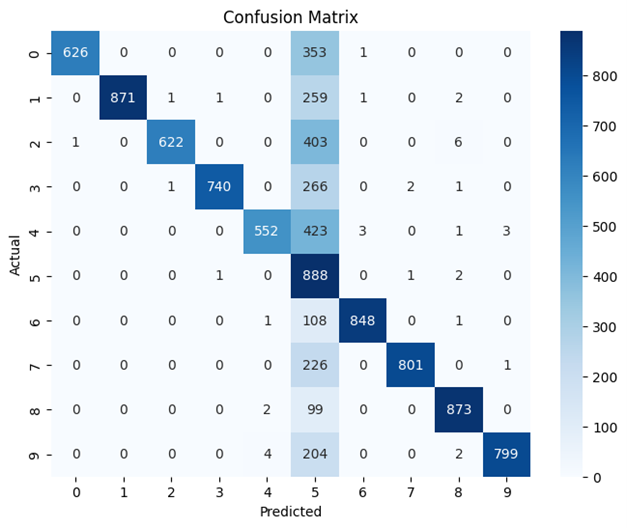 Confusion Matrix
0 626 0 0 0 0 353 1 0 0 0
1 0 871 1 1 0 259 1 0 2 0
2 1 0 622 0 0 403 0 0 6 0
3 0 0 1 740 0 266 0 2 1 0
4 0 0 0 0 552 423 3 0 1 3
5 0 0 0 1 0 888 0 1 2 0
6 0 0 0 0 1 108 848 0 1 0
7 0 0 0 0 0 226 0 801 0 1
8 0 0 0 0 2 99 0 0 873 0
9 0 0 0 0 4 204 0 0 2 799
0 1 2 3 4 5 6 7 8 9
Predicted
Actual
800
700
600
500
400
300
200
100
0